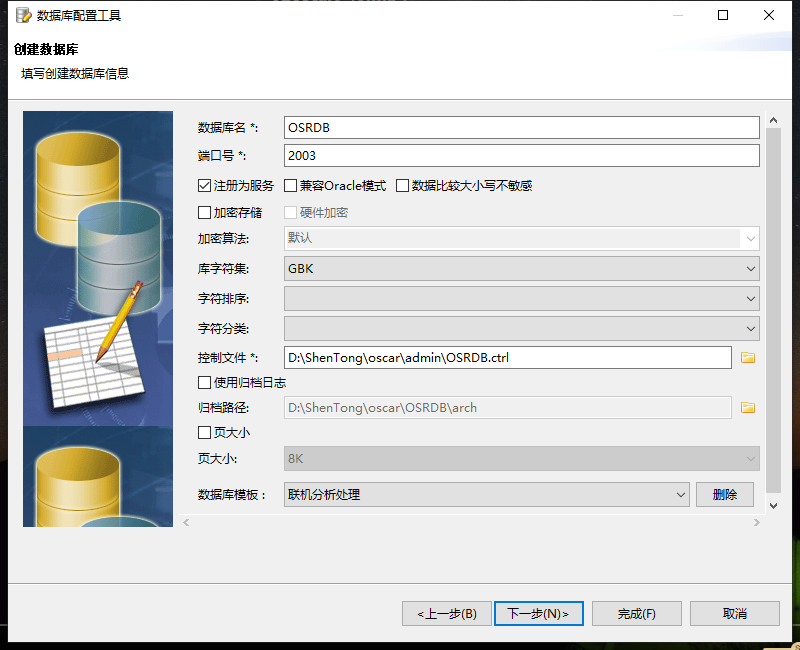 数据库配置工具
创建数据库
填写创建数据库信息
数据库名 *: OSRDB
端口号 *: 2003
注册为服务 兼容Oracle模式 数据比较大小写不敏感
加密存储 硬件加密
加密算法: 默认
库字符集: GBK
字符排序:
字符分类:
控制文件 *: D:\ShenTong\oscar\admin\OSRDB.ctrl
使用归档日志
归档路径: D:\ShenTong\oscar\OSRDB\arch
页大小
页大小: 8K
数据库模板： 联机分析处理 删除
<上一步(B) 下一步(N)> 完成(F) 取消